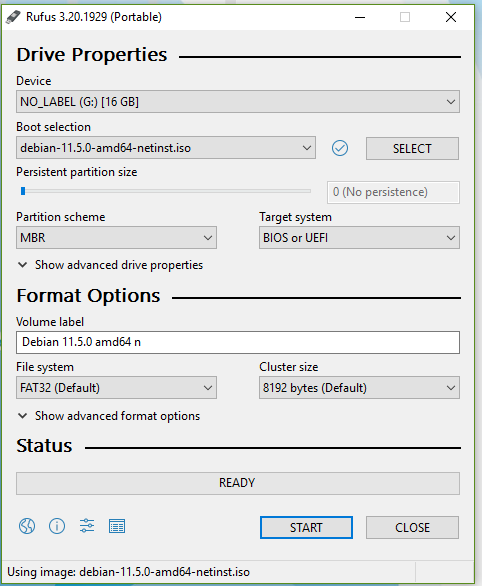 Rufus 3.20.1929 (Portable)
Drive Properties
Device
NO_LABEL (G:) [16 GB]
Boot selection
debian-11.5.0-amd64-netinst.iso
SELECT
Persistent partition size
0 (No persistence)
Partition scheme
Target system
MBR
BIOS or UEFI
Show advanced drive properties
Format Options
Volume label
Debian 11.5.0 amd64 n
File system
Cluster size
FAT32 (Default)
8192 bytes (Default)
Show advanced format options
Status
READY
START
CLOSE
Using image: debian-11.5.0-amd64-netinst.iso